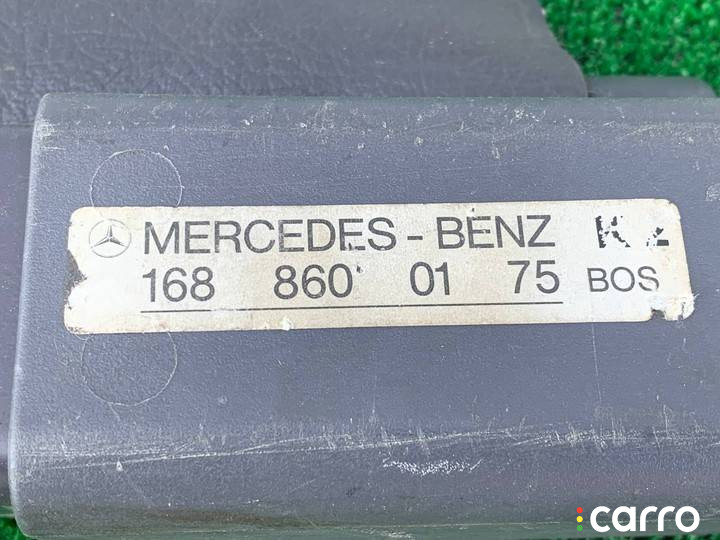 MERCEDES-BENZ
168 860 01 75 BOS
carro